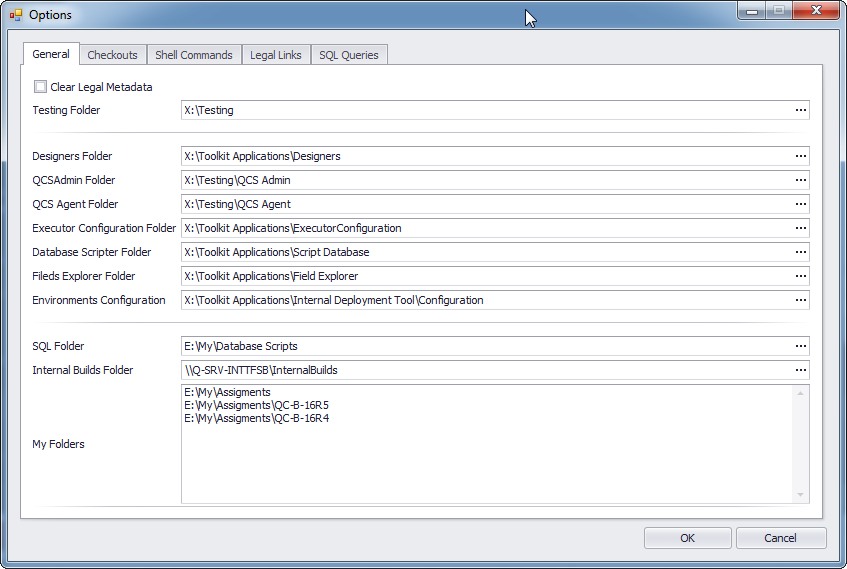 Options
General Checkouts Shell Commands Legal Links SQL Queries
Clear Legal Metadata
Testing Folder X:\Testing ...
Designers Folder X:\Toolkit Applications\Designers ...
QCSAdmin Folder X:\Testing\QCS Admin ...
QCS Agent Folder X:\Testing\QCS Agent ...
Executor Configuration Folder X:\Toolkit Applications\ExecutorConfiguration ...
Database Scripter Folder X:\Toolkit Applications\Script Database ...
Fileds Explorer Folder X:\Toolkit Applications\Field Explorer ...
Environments Configuration X:\Toolkit Applications\Internal Deployment Tool\Configuration ...
SQL Folder E:\My\Database Scripts ...
Internal Builds Folder \\Q-SRV-INTTFSB\InternalBuilds ...
E:\My\Assigments
E:\My\Assigments\QC-B-16R5
E:\My\Assigments\QC-B-16R4
My Folders
OK Cancel